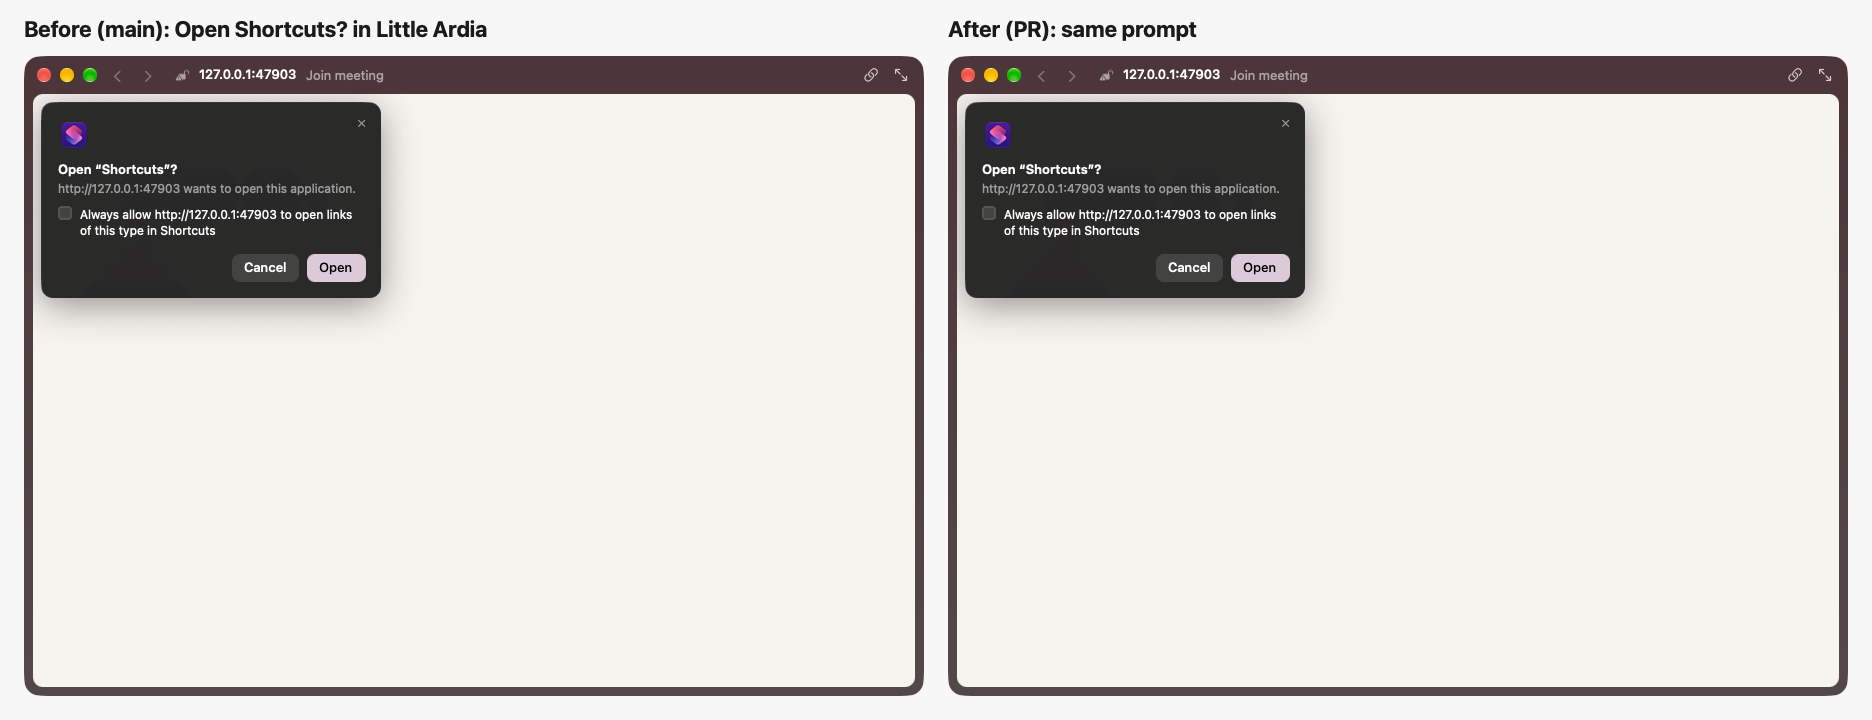 Before (main): Open Shortcuts? in Little Ardia
127.0.0.1:47903 Join meeting
Open “Shortcuts”?
http://127.0.0.1:47903 wants to open this application.
Always allow http://127.0.0.1:47903 to open links
of this type in Shortcuts
Cancel Open
After (PR): same prompt
127.0.0.1:47903 Join meeting
Open “Shortcuts”?
http://127.0.0.1:47903 wants to open this application.
Always allow http://127.0.0.1:47903 to open links
of this type in Shortcuts
Cancel Open